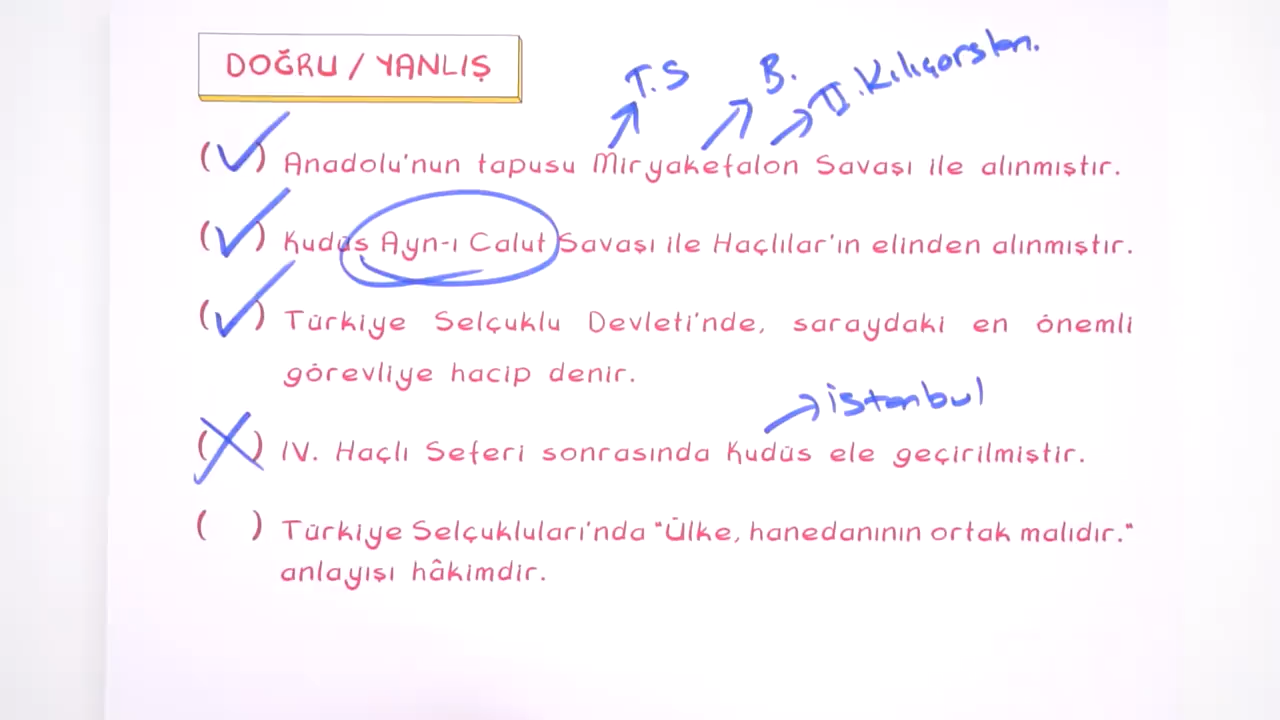 DOĞRU / YANLIŞ
T.S
B.
II. Kılıçarslan.
(✓) Anadolu'nun tapusu Miryakefalon Savaşı ile alınmıştır.
(✓) Kudüs Ayn-ı Calut Savaşı ile Haçlılar'ın elinden alınmıştır.
(✓) Türkiye Selçuklu Devleti'nde, saraydaki en önemli
görevliye hacip denir.
istanbul
(X) IV. Haçlı Seferi sonrasında Kudüs ele geçirilmiştir.
( ) Türkiye Selçukluları'nda "Ülke, hanedanının ortak malıdır."
anlayışı hâkimdir.